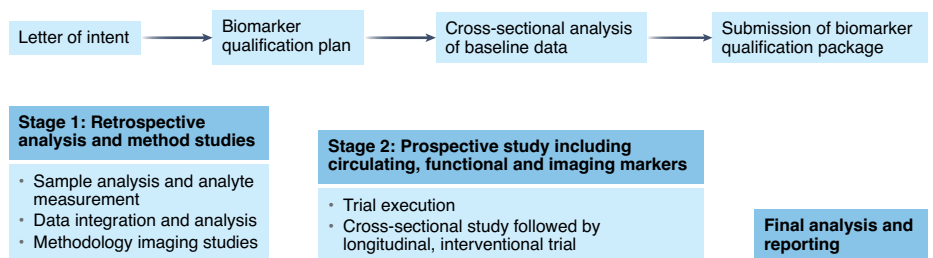 Letter of intent
Biomarker
qualification plan
Cross-sectional analysis
of baseline data
Submission of biomarker
qualification package
Stage 1: Retrospective
analysis and method studies
• Sample analysis and analyte
measurement
• Data integration and analysis
• Methodology imaging studies
Stage 2: Prospective study including
circulating, functional and imaging markers
• Trial execution
• Cross-sectional study followed by
longitudinal, interventional trial
Final analysis and
reporting